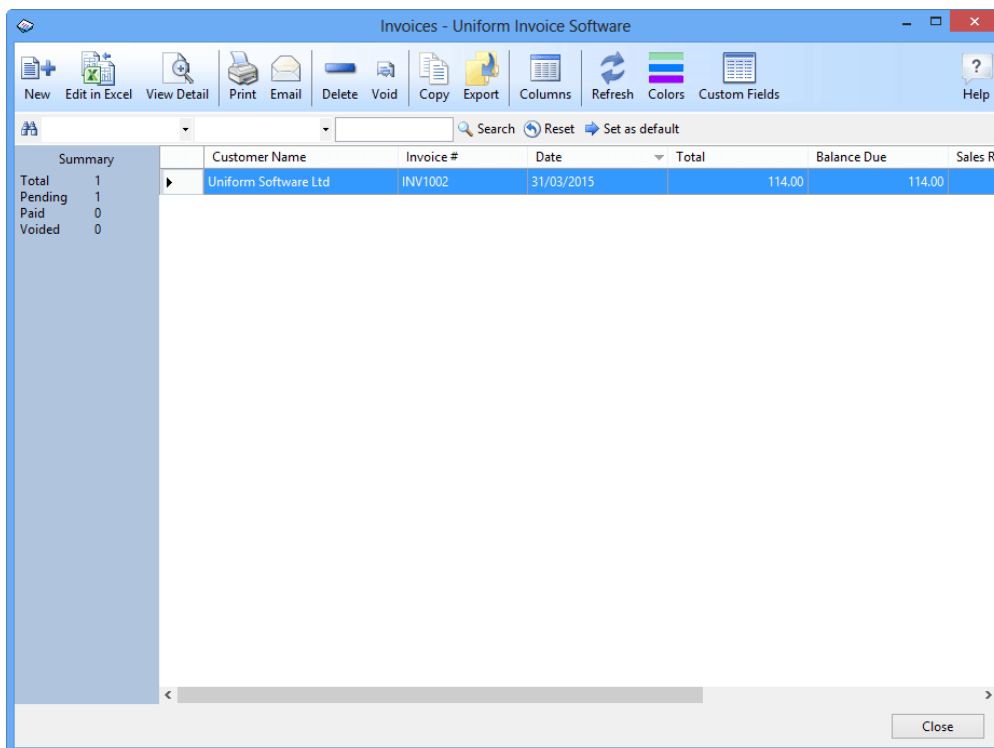 Invoices - Uniform Invoice Software
New Edit in Excel View Detail Print Email Delete Void Copy Export Columns Refresh Colors Custom Fields ? Help
Search Reset Set as default
Summary
Total 1
Pending 1
Paid 0
Voided 0
Customer Name Invoice # Date Total Balance Due Sales R
Uniform Software Ltd INV1002 31/03/2015 114.00 114.00
Close